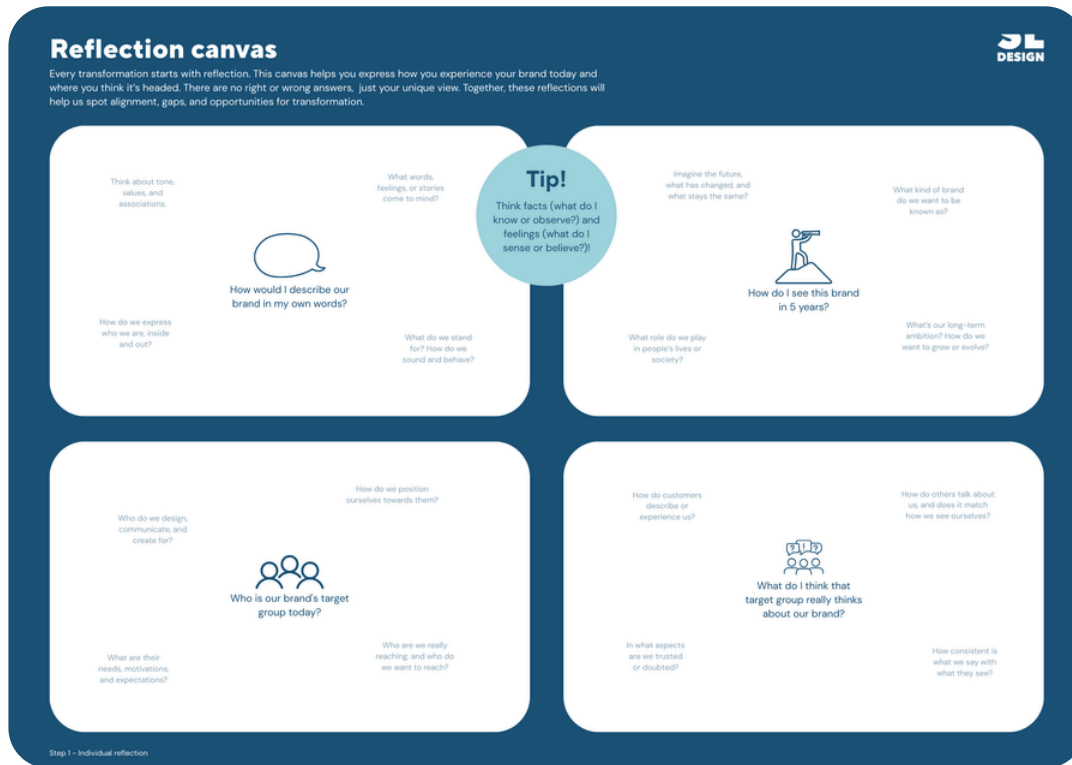 Reflection canvas
Every transformation starts with reflection. This canvas helps you express how you experience your brand today and
where you think it's headed. There are no right or wrong answers, just your unique view. Together, these reflections will
help us spot alignment, gaps, and opportunities for transformation.
DESIGN
Think about tone,
values, and
associations.
What words,
feelings, or stories
come to mind?
How would I describe our
brand in my own words?
How do we express
who we are, inside
and out?
What do we stand
for? How do we
sound and behave?
Tip!
Think facts (what do I
know or observe?) and
feelings (what do I
sense or believe?)!
Imagine the future,
what has changed, and
what stays the same?
What kind of brand
do we want to be
known as?
How do I see this brand
in 5 years?
What role do we play
in people's lives or
society?
What's our long-term
ambition? How do we
want to grow or evolve?
How do we position
ourselves towards them?
Who do we design,
communicate, and
create for?
Who is our brand's target
group today?
What are their
needs, motivations,
and expectations?
Who are we really
reaching, and who do
we want to reach?
How do customers
describe or
experience us?
How do others talk about
us, and does it match
how we see ourselves?
? ! ?
What do I think that
target group really thinks
about our brand?
In what aspects
are we trusted
or doubted?
How consistent is
what we say with
what they see?
Step 1 - Individual reflection